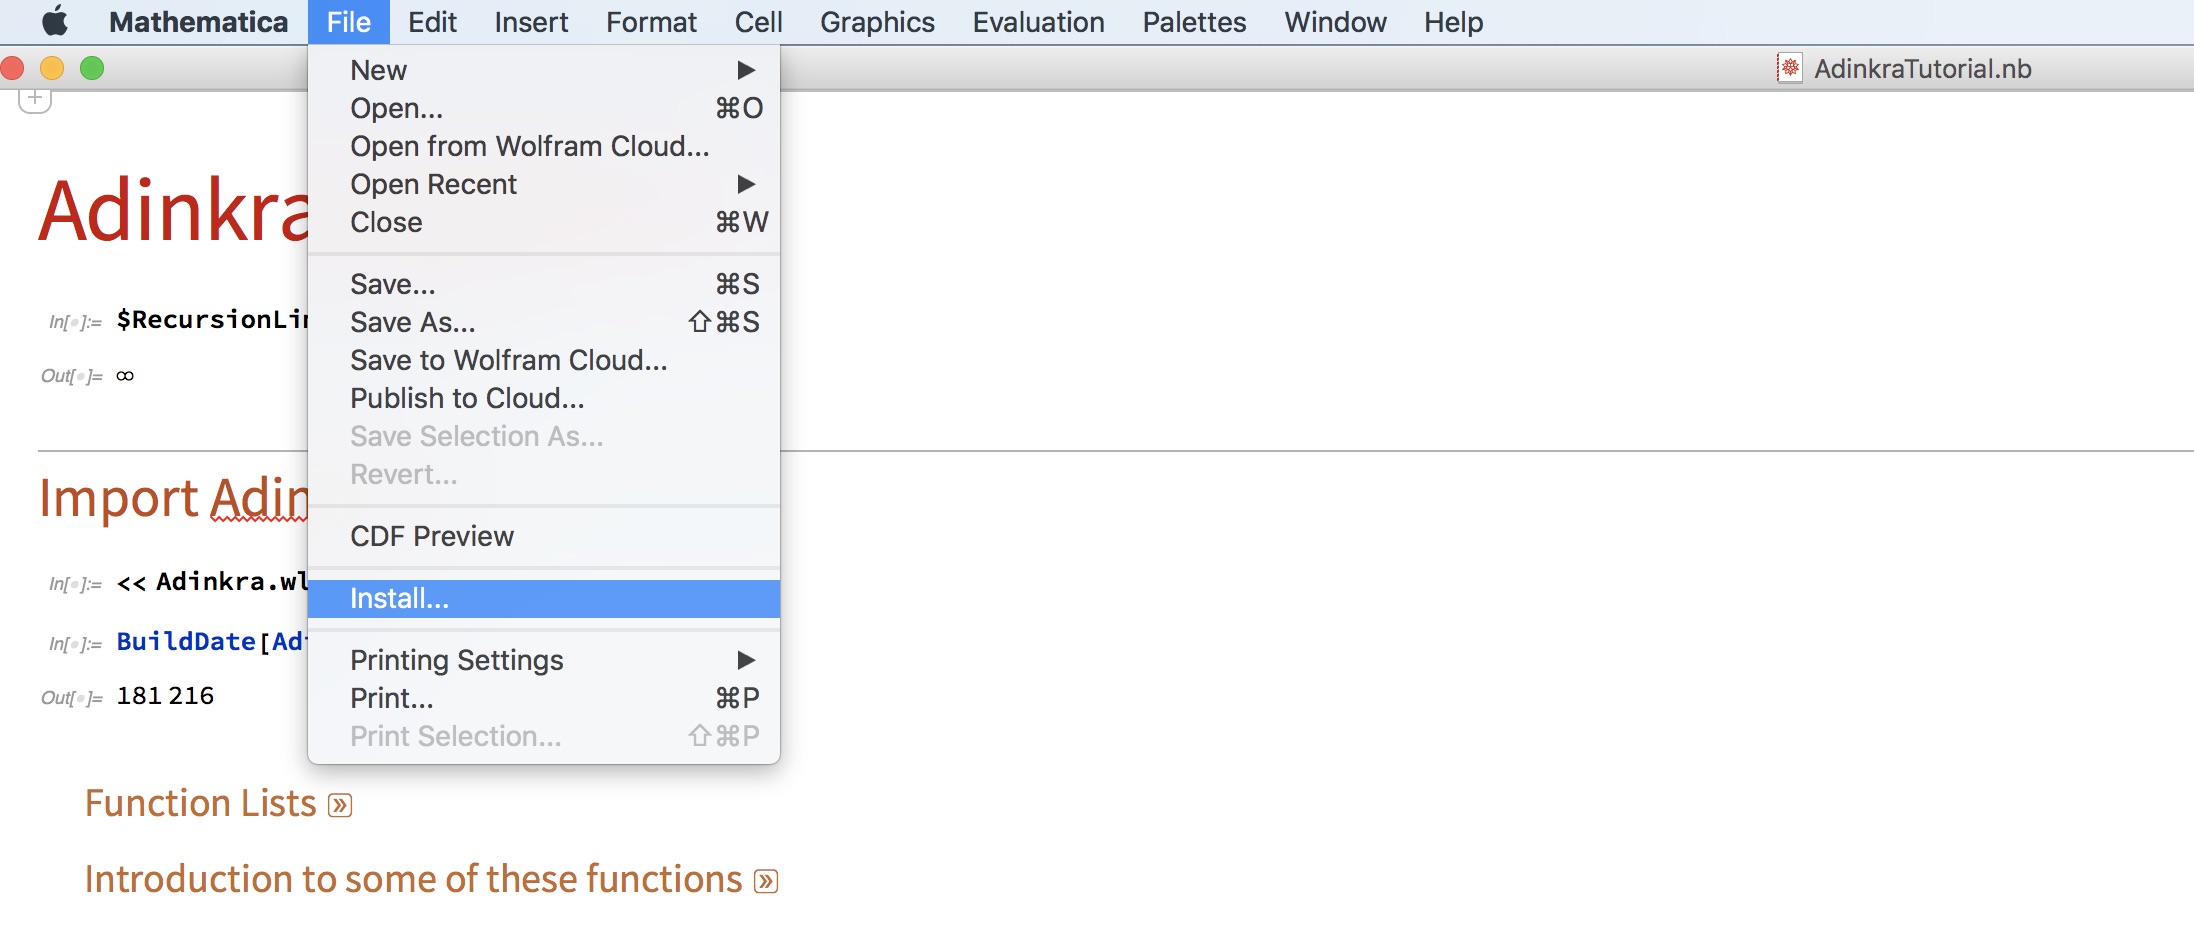 Mathematica File Edit Insert Format Cell Graphics Evaluation Palettes Window Help
AdinkraTutorial.nb
New ▶
Open... ⌘O
Open from Wolfram Cloud...
Open Recent ▶
Close ⌘W
Save... ⌘S
Save As... ⇧⌘S
Save to Wolfram Cloud...
Publish to Cloud...
Save Selection As...
Revert...
CDF Preview
Install...
Printing Settings ▶
Print... ⌘P
Print Selection... ⇧⌘P
Adinkra
In[•]:= $RecursionLi
Out[•]= ∞
Import Adin
In[•]:= << Adinkra.wl
In[•]:= BuildDate[Ad
Out[•]= 181 216
Function Lists »
Introduction to some of these functions »